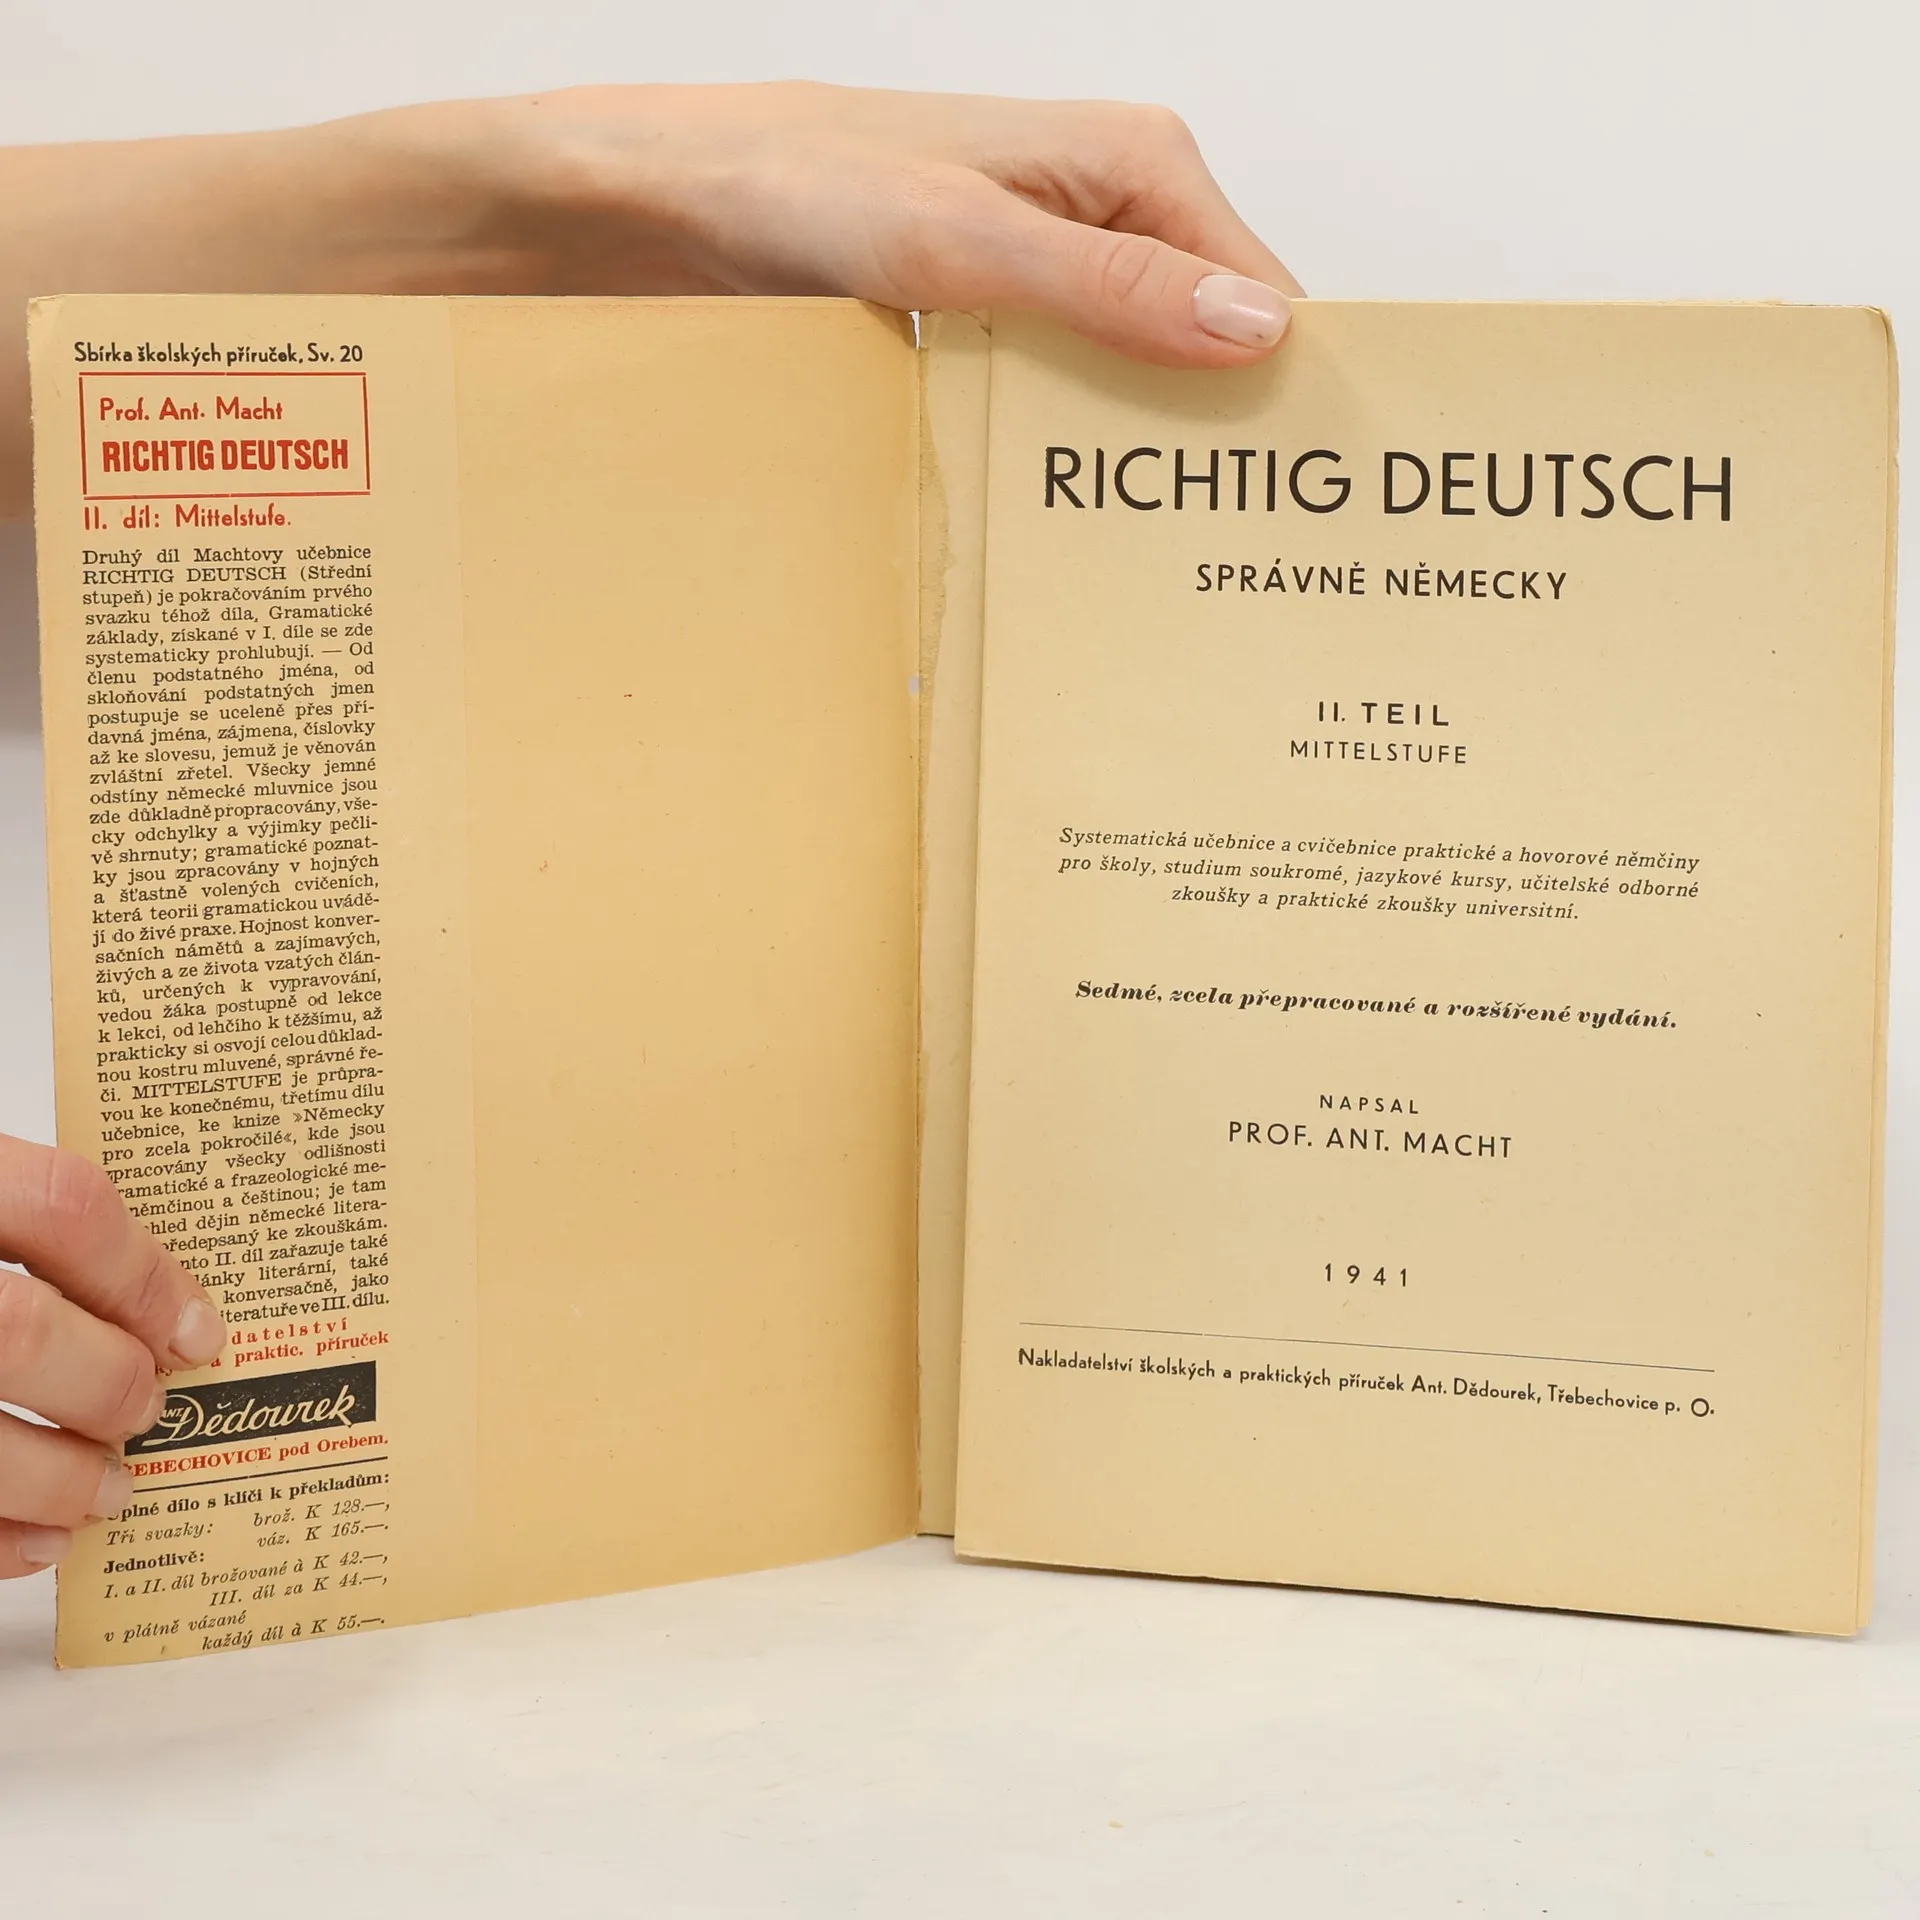 Sbírka školských příruček, Sv. 20
Prof. Ant. Macht
RICHTIG DEUTSCH
II. díl: Mittelstufe.
Druhý díl Machtovy učebnice
RICHTIG DEUTSCH (Střední
stupeň) je pokračováním prvého
svazku téhož díla, Gramatické
základy, získané v I. díle se zde
systematicky prohlubují. — Od
členu podstatného jména, od
skloňování podstatných jmen
postupuje se uceleně přes pří-
davná jména, zájmena, číslovky
až ke slovesu, jemuž je věnován
zvláštní zřetel. Všecky jemné
odstíny německé mluvnice jsou
zde důkladně propracovány, vše-
cky odchylky a výjimky pečli-
vě shrnuty; gramatické poznat-
ky jsou zpracovány v hojných
a šťastně volených cvičeních,
která teorii gramatickou uvádě-
jí do živé praxe. Hojnost konver-
sačních námětů a zajímavých,
živých a ze života vzatých člán-
ků, určených k vypravování,
vedou žáka postupně od lekce
k lekci, od lehčího k těžšímu, až
prakticky si osvojí celou důklad-
nou kostru mluvené, správné ře-
či. MITTELSTUFE je průpra-
vou ke konečnému, třetímu dílu
učebnice, ke knize »Německy
pro zcela pokročilé«, kde jsou
zpracovány všecky odlišnosti
gramatické a frazeologické me-
němčinou a češtinou; je tam
dějin německé litera-
předepsaný ke zkouškám.
II. díl zařazuje také
literární, také
konversačně, jako
ve III. dílu.
a praktic. příruček
ANT. Dědourek
TŘEBECHOVICE pod Orebem.
Úplné dílo s klíči k překladům:
Tři svazky: brož. K 128.—,
váz. K 165.—.
Jednotlivě:
I. a II. díl brožované à K 42.—,
III. díl za K 44.—,
v plátně vázané
každý díl à K 55.—.
RICHTIG DEUTSCH
SPRÁVNĚ NĚMECKY
II. TEIL
MITTELSTUFE
Systematická učebnice a cvičebnice praktické a hovorové němčiny
pro školy, studium soukromé, jazykové kursy, učitelské odborné
zkoušky a praktické zkoušky universitní.
Sedmé, zcela přepracované a rozšířené vydání.
NAPSAL
PROF. ANT. MACHT
1941
Nakladatelství školských a praktických příruček Ant. Dědourek, Třebechovice p. O.